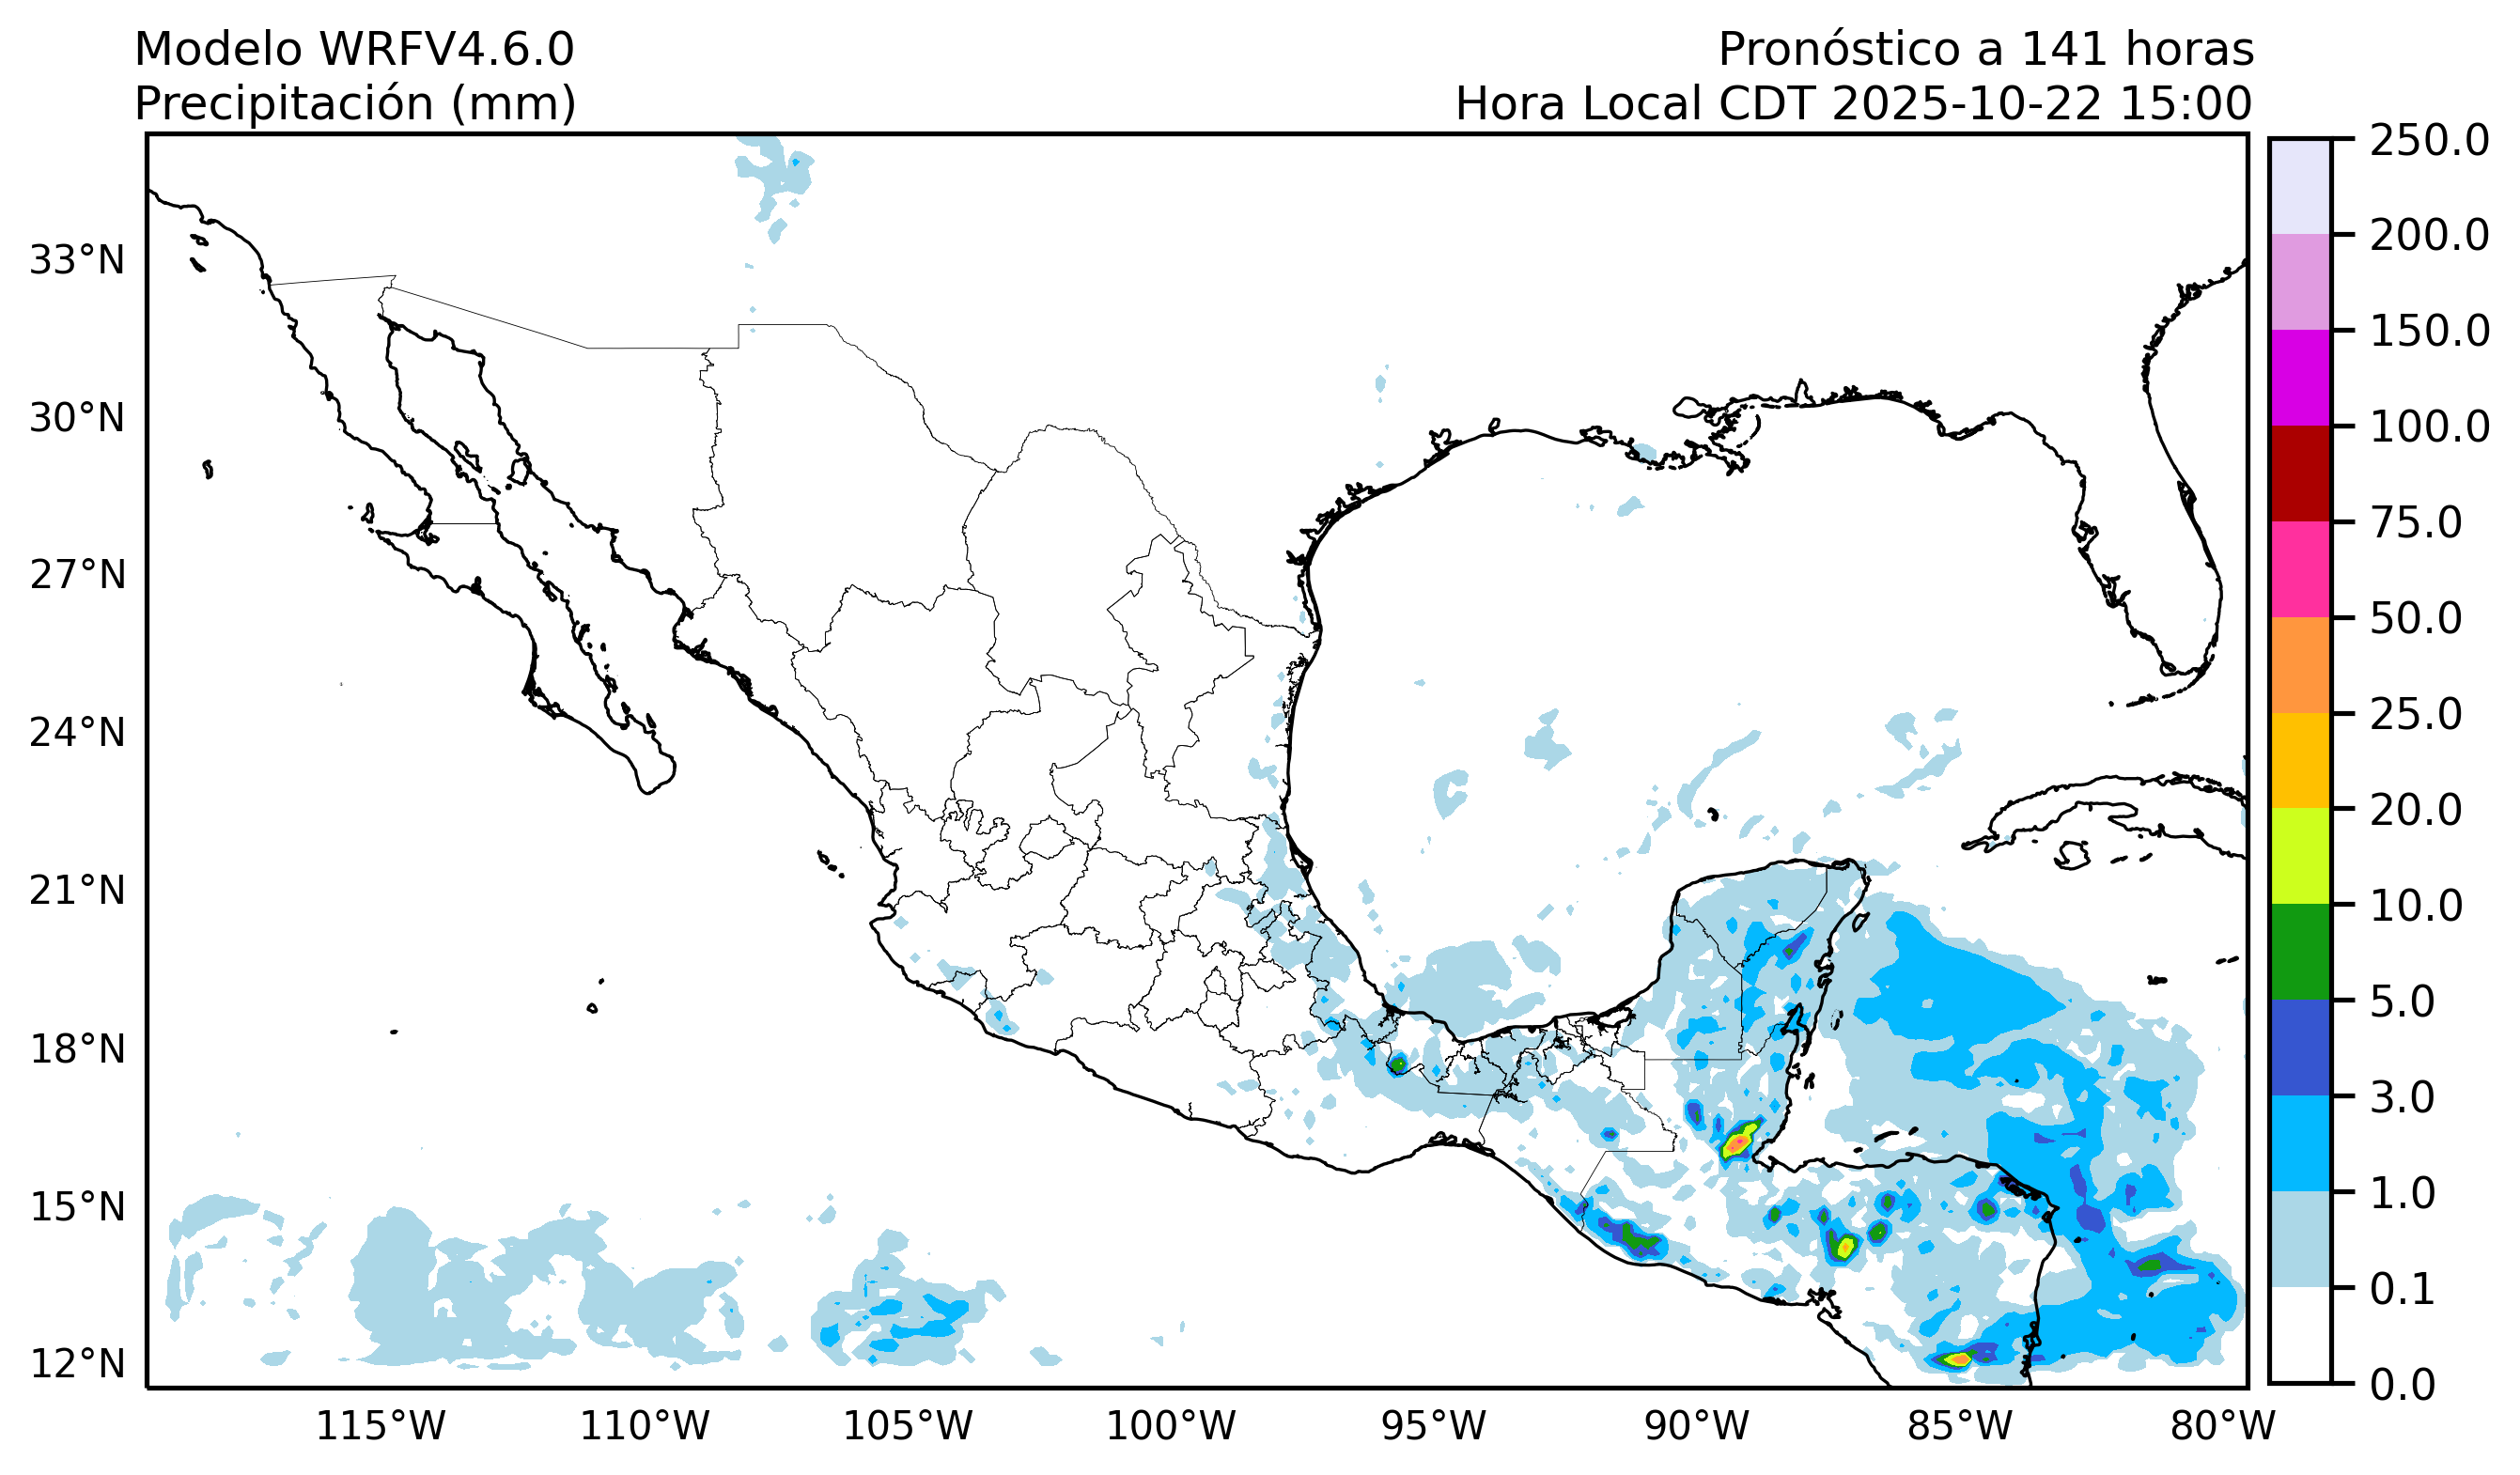 Modelo WRFV4.6.0
Precipitación (mm)
Pronóstico a 141 horas
Hora Local CDT 2025-10-22 15:00
33°N
30°N
27°N
24°N
21°N
18°N
15°N
12°N
115°W
110°W
105°W
100°W
95°W
90°W
85°W
80°W
250.0
200.0
150.0
100.0
75.0
50.0
25.0
20.0
10.0
5.0
3.0
1.0
0.1
0.0